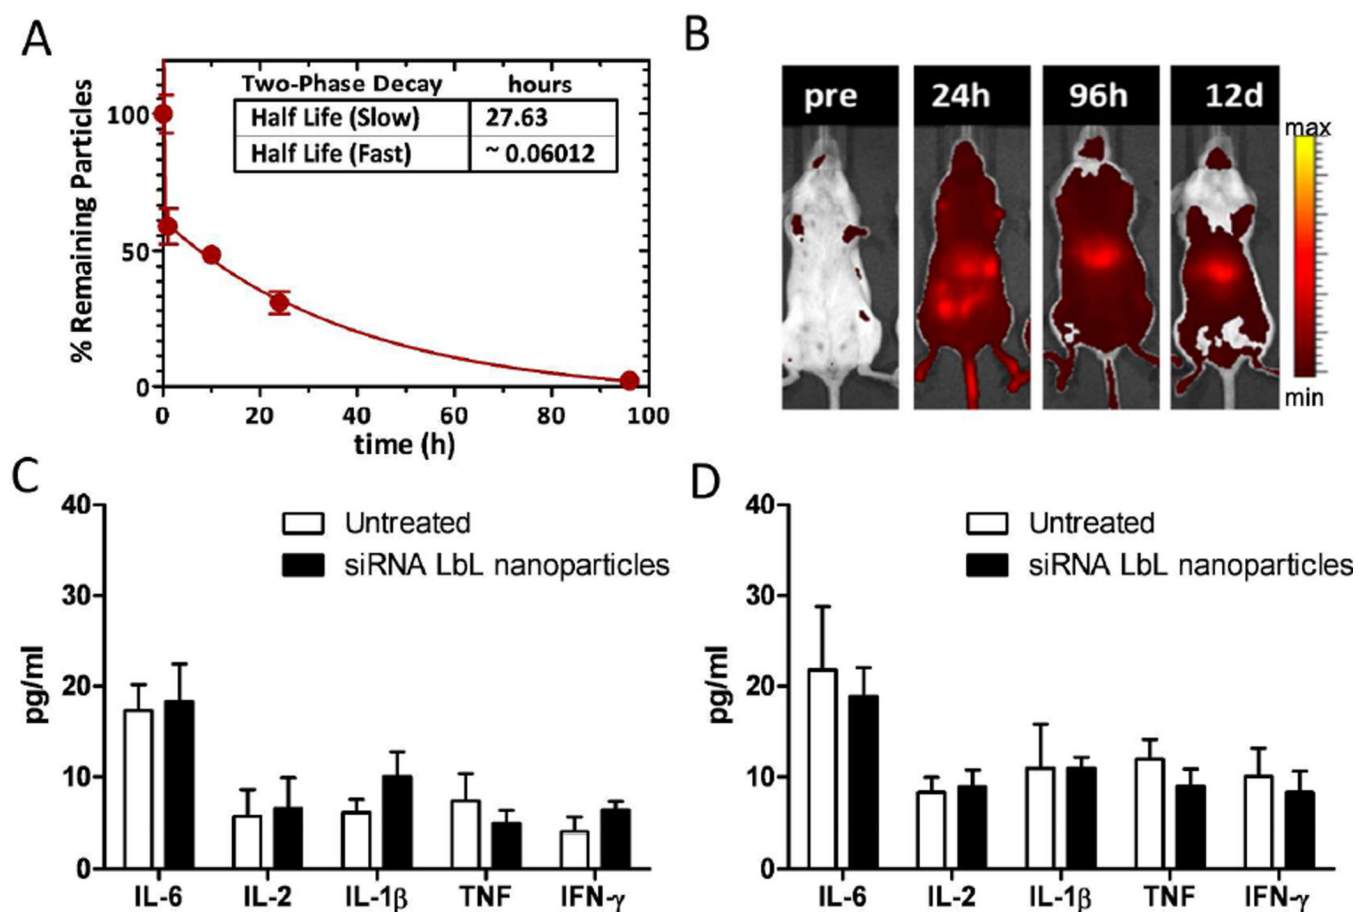 A
% Remaining Particles
100
50
0
0
20
40
60
80
100
time (h)
Two-Phase Decay hours
Half Life (Slow) 27.63
Half Life (Fast) ~ 0.06012
B
pre 24h 96h 12d
max
min
C
pg/ml
40
30
20
10
0
Untreated
siRNA LbL nanoparticles
IL-6 IL-2 IL-1β TNF IFN-γ
D
pg/ml
40
30
20
10
0
Untreated
siRNA LbL nanoparticles
IL-6 IL-2 IL-1β TNF IFN-γ